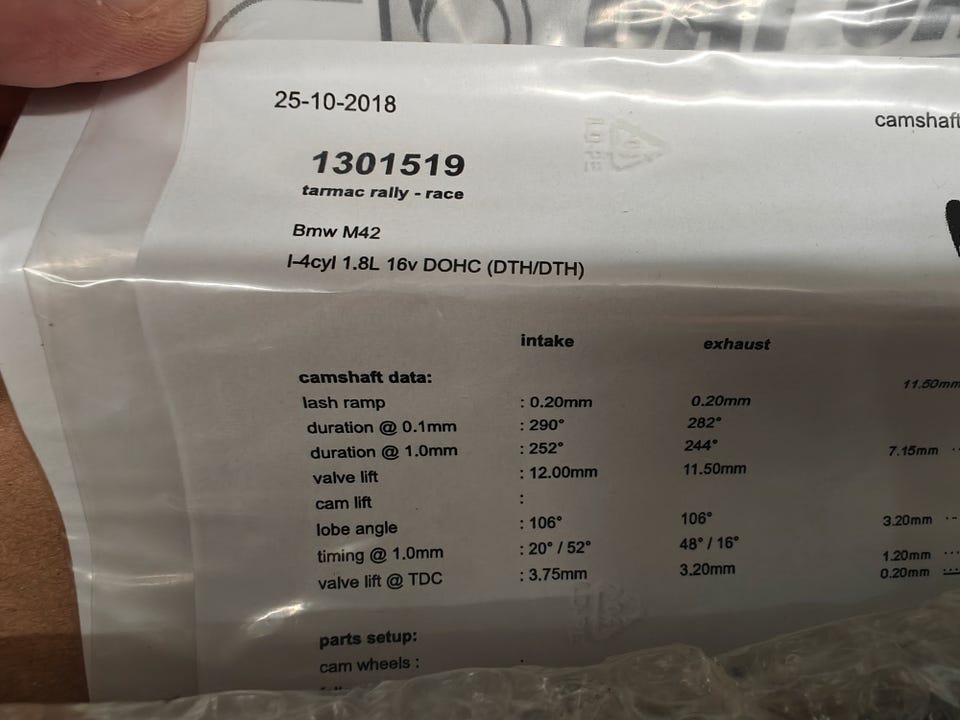 25-10-2018
camshaft
1301519
tarmac rally - race
Bmw M42
I-4cyl 1.8L 16v DOHC (DTH/DTH)
intake exhaust
camshaft data: 11.50mm
lash ramp : 0.20mm 0.20mm
duration @ 0.1mm : 290° 282°
duration @ 1.0mm : 252° 244° 7.15mm
valve lift : 12.00mm 11.50mm
cam lift :
lobe angle : 106° 106° 3.20mm
timing @ 1.0mm : 20° / 52° 48° / 16° 1.20mm
valve lift @ TDC : 3.75mm 3.20mm 0.20mm
parts setup:
cam wheels :